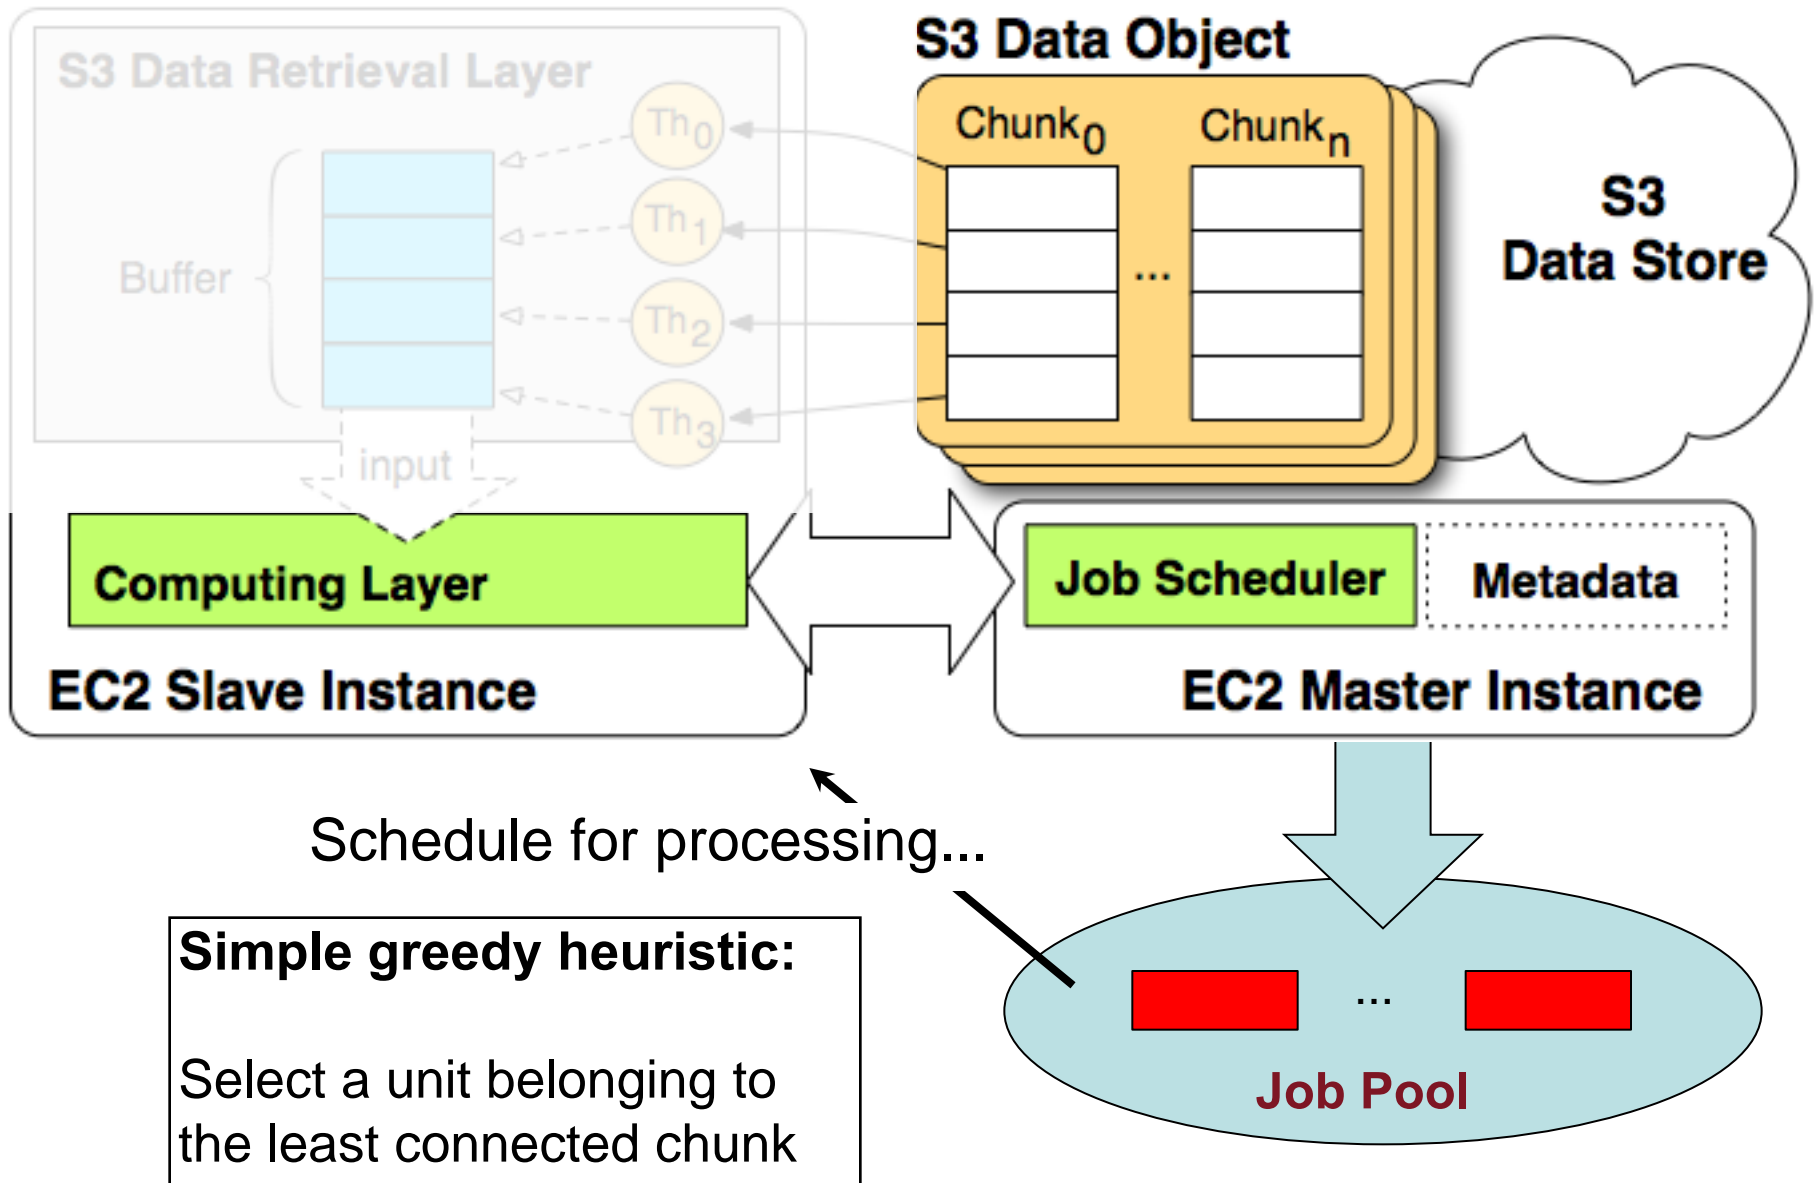 S3 Data Retrieval Layer
Buffer
Th0
Th1
Th2
Th3
input
S3 Data Object
Chunk0
Chunkn
...
S3
Data Store
Computing Layer
EC2 Slave Instance
Job Scheduler
Metadata
EC2 Master Instance
Schedule for processing...
Simple greedy heuristic:
Select a unit belonging to
the least connected chunk
...
Job Pool